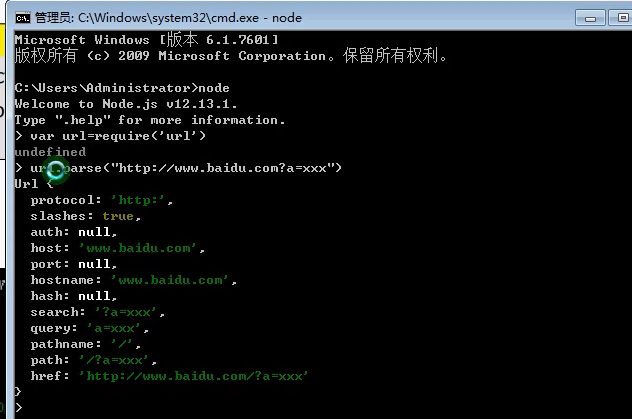 管理员: C:\Windows\system32\cmd.exe - node
Microsoft Windows [版本 6.1.7601]
版权所有 (c) 2009 Microsoft Corporation。保留所有权利。
C:\Users\Administrator>node
Welcome to Node.js v12.13.1.
Type ".help" for more information.
> var url=require('url')
undefined
> url.parse("http://www.baidu.com?a=xxx")
Url {
  protocol: 'http:',
  slashes: true,
  auth: null,
  host: 'www.baidu.com',
  port: null,
  hostname: 'www.baidu.com',
  hash: null,
  search: '?a=xxx',
  query: 'a=xxx',
  pathname: '/',
  path: '/?a=xxx',
  href: 'http://www.baidu.com/?a=xxx'
}
>